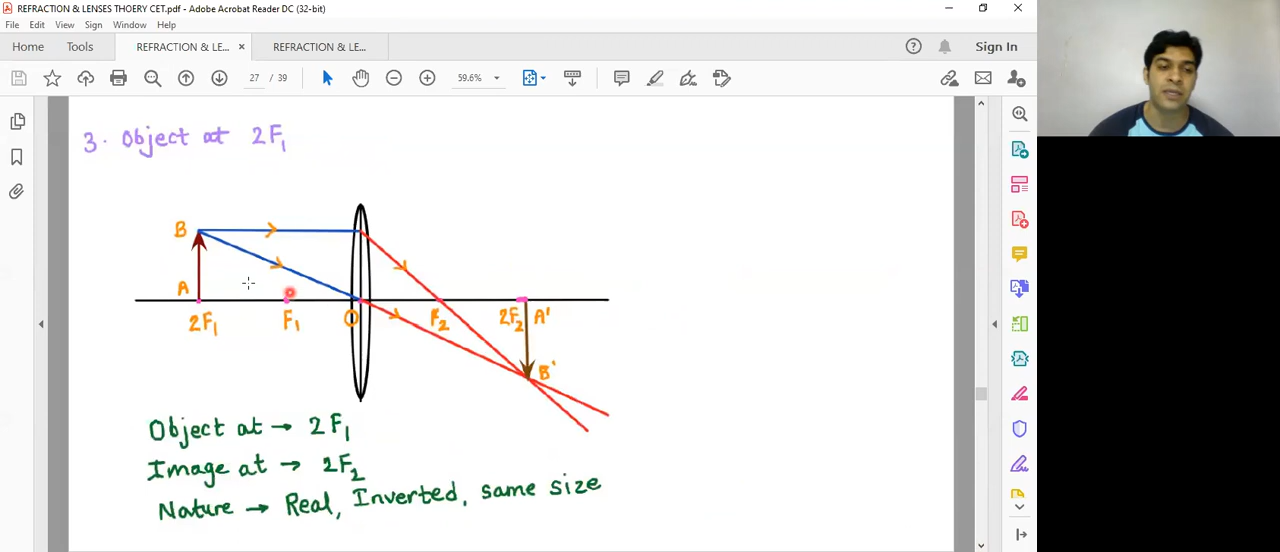 REFRACTION & LENSES THOERY CET.pdf - Adobe Acrobat Reader DC (32-bit)
File Edit View Sign Window Help
Home Tools REFRACTION & LE... × REFRACTION & LE... Sign In
27 / 39 59.6%
3. Object at 2F₁
B
A
2F₁ F₁ O F₂ 2F₂ A'
B'
Object at → 2F₁
Image at → 2F₂
Nature → Real, Inverted, same size